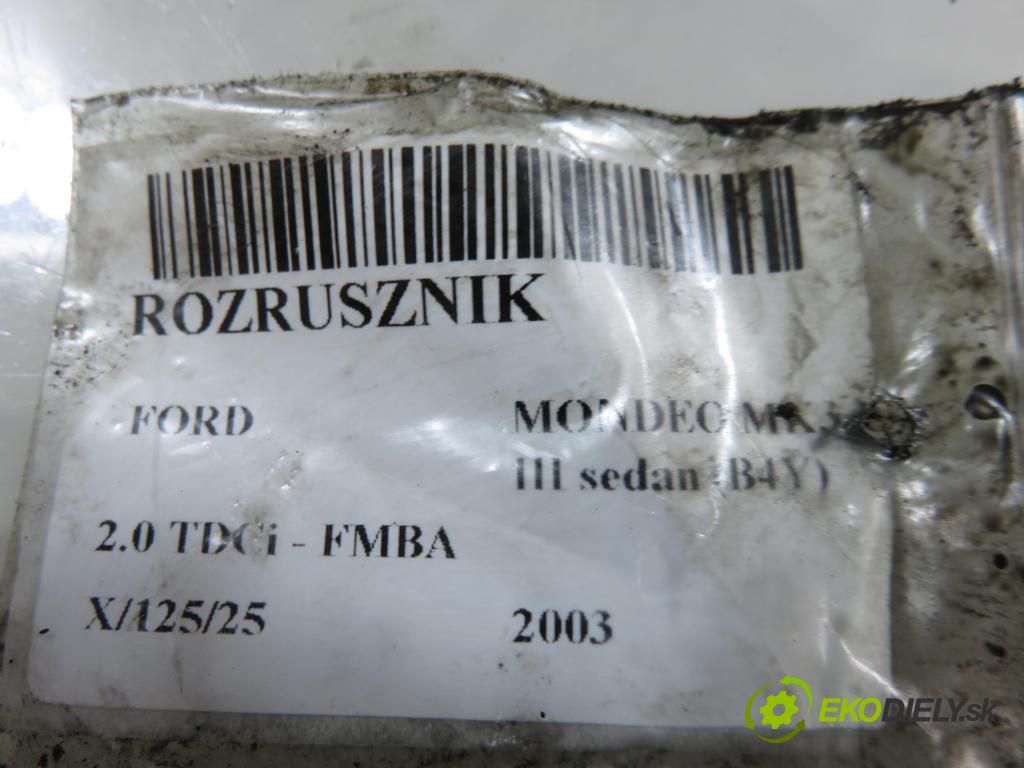 ROZRUSZNIK
FORD MONDEO MK3
III sedan (B4Y)
2.0 TDCi - FMBA
X/125/25 2003
EKODIELY.sk